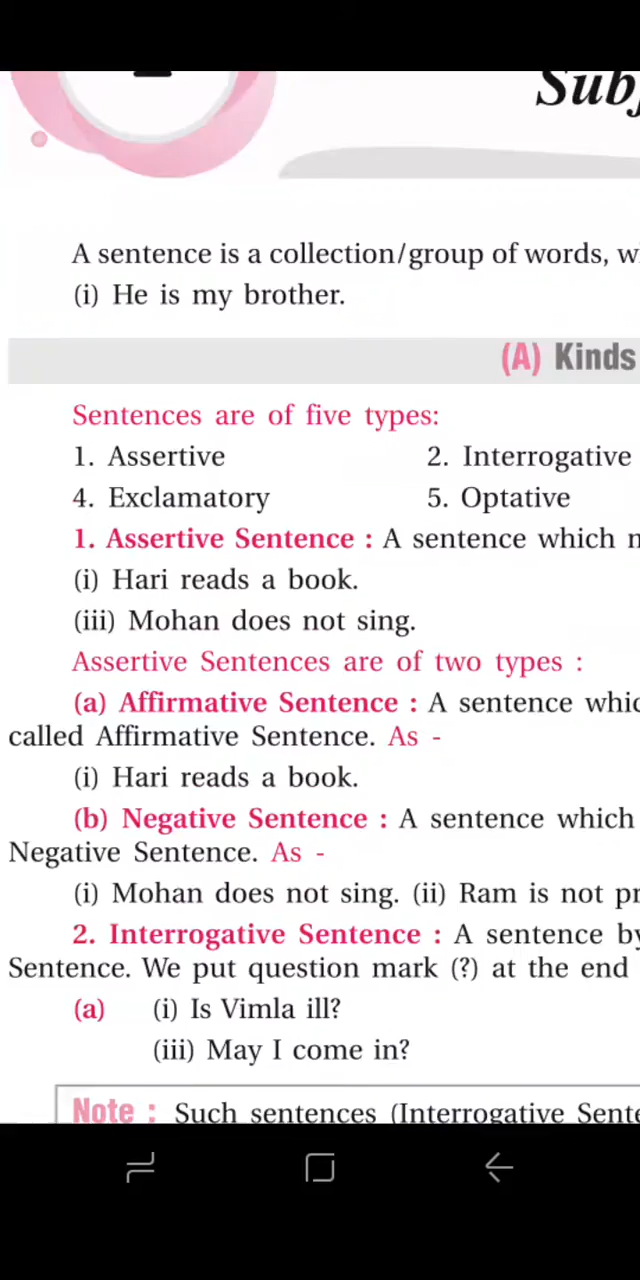 A sentence is a collection/group of words,
(i) He is my brother.
(A) Kinds
Sentences are of five types:
1. Assertive 2. Interrogative
4. Exclamatory 5. Optative
1. Assertive Sentence : A sentence which
(i) Hari reads a book.
(iii) Mohan does not sing.
Assertive Sentences are of two types :
(a) Affirmative Sentence : A sentence
called Affirmative Sentence. As -
(i) Hari reads a book.
(b) Negative Sentence : A sentence which
Negative Sentence. As -
(i) Mohan does not sing. (ii) Ram is not
2. Interrogative Sentence : A sentence
Sentence. We put question mark (?) at the end
(a) (i) Is Vimla ill?
(iii) May I come in?
Note : Such sentences (Interrogative